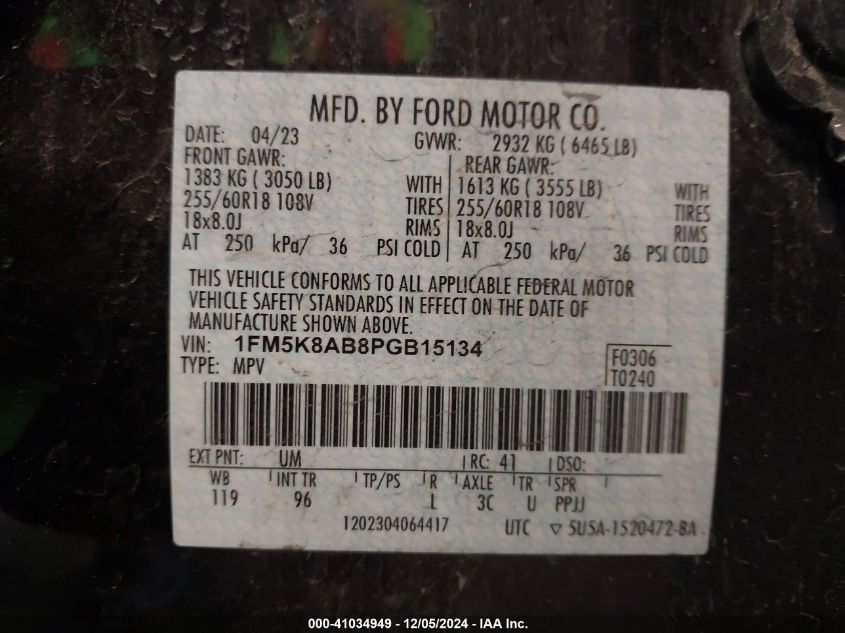 MFD. BY FORD MOTOR CO.
DATE: 04/23 GVWR: 2932 KG ( 6465 LB)
FRONT GAWR: REAR GAWR:
1383 KG ( 3050 LB) WITH 1613 KG ( 3555 LB) WITH
255/60R18 108V TIRES 255/60R18 108V TIRES
18x8.0J RIMS 18x8.0J RIMS
AT 250 kPa/ 36 PSI COLD AT 250 kPa/ 36 PSI COLD
THIS VEHICLE CONFORMS TO ALL APPLICABLE FEDERAL MOTOR
VEHICLE SAFETY STANDARDS IN EFFECT ON THE DATE OF
MANUFACTURE SHOWN ABOVE.
VIN: 1FM5K8AB8PGB15134
TYPE: MPV
F0306
T0240
EXT PNT: UM RC: 41 DSO:
WB INT TR TP/PS R AXLE TR SPR
119 96 L 3C U PPJJ
1202304064417 UTC ▽ 5U5A-1520472-BA
000-41034949 - 12/05/2024 - IAA Inc.